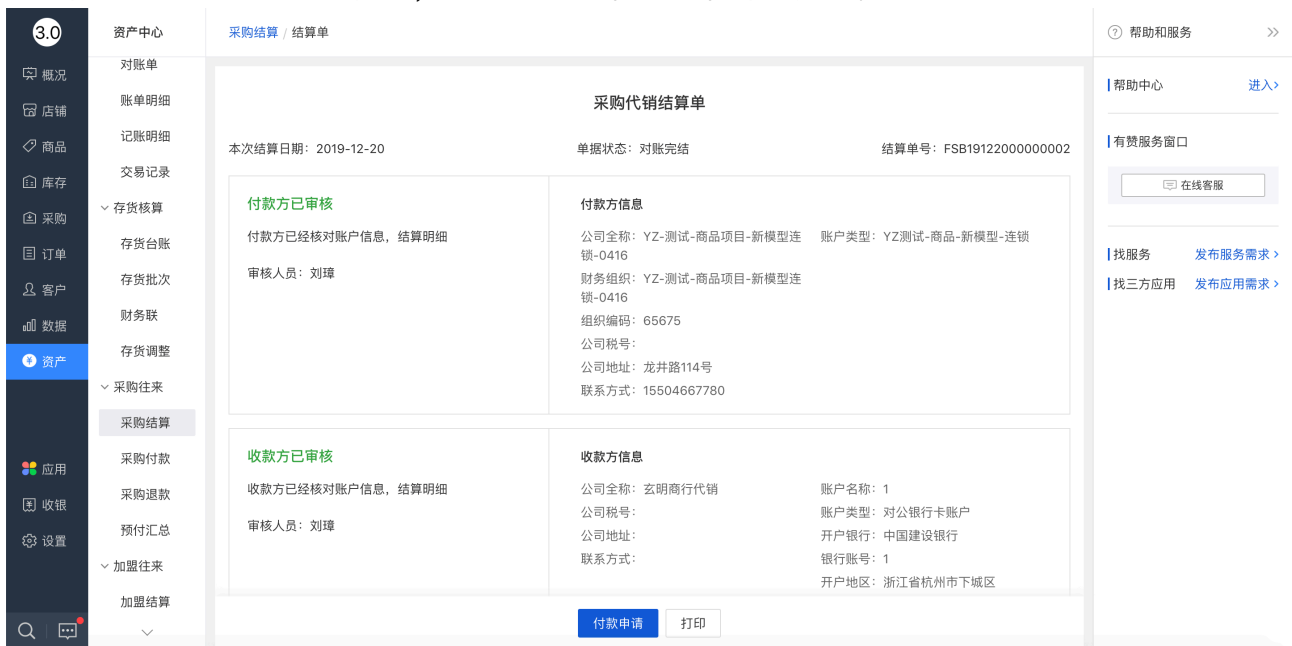 3.0
概况
店铺
商品
库存
采购
订单
客户
数据
资产
应用
收银
设置
资产中心
对账单
账单明细
记账明细
交易记录
存货核算
存货台账
存货批次
财务联
存货调整
采购往来
采购结算
采购付款
采购退款
预付汇总
加盟往来
加盟结算
采购结算 / 结算单
采购代销结算单
本次结算日期：2019-12-20
单据状态：对账完结
结算单号：FSB19122000000002
付款方已审核
付款方已经核对账户信息，结算明细
审核人员：刘璋
付款方信息
公司全称：YZ-测试-商品项目-新模型连
锁-0416
账户类型：YZ测试-商品-新模型-连锁
财务组织：YZ-测试-商品项目-新模型连
锁-0416
组织编码：65675
公司税号：
公司地址：龙井路114号
联系方式：15504667780
收款方已审核
收款方已经核对账户信息，结算明细
审核人员：刘璋
收款方信息
公司全称：玄明商行代销
公司税号：
公司地址：
联系方式：
账户名称：1
账户类型：对公银行卡账户
开户银行：中国建设银行
银行账号：1
开户地区：浙江省杭州市下城区
付款申请
打印
帮助和服务
帮助中心
进入
有赞服务窗口
在线客服
找服务
发布服务需求
找三方应用
发布应用需求